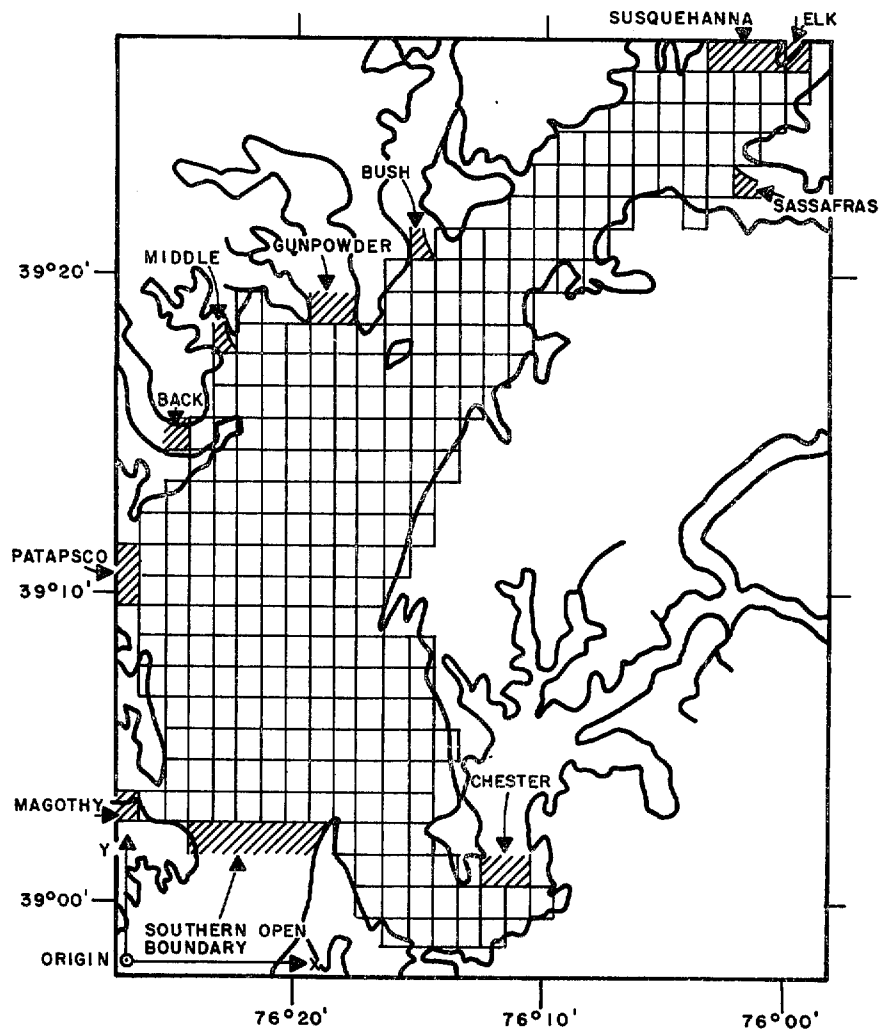 SUSQUEHANNA
ELK
BUSH
SASSAFRAS
GUNPOWDER
MIDDLE
39°20'
BACK
PATAPSCO
39°10'
CHESTER
MAGOTHY
Y
39°00'
SOUTHERN OPEN
BOUNDARY
ORIGIN
X
76°20'
76°10'
76°00'